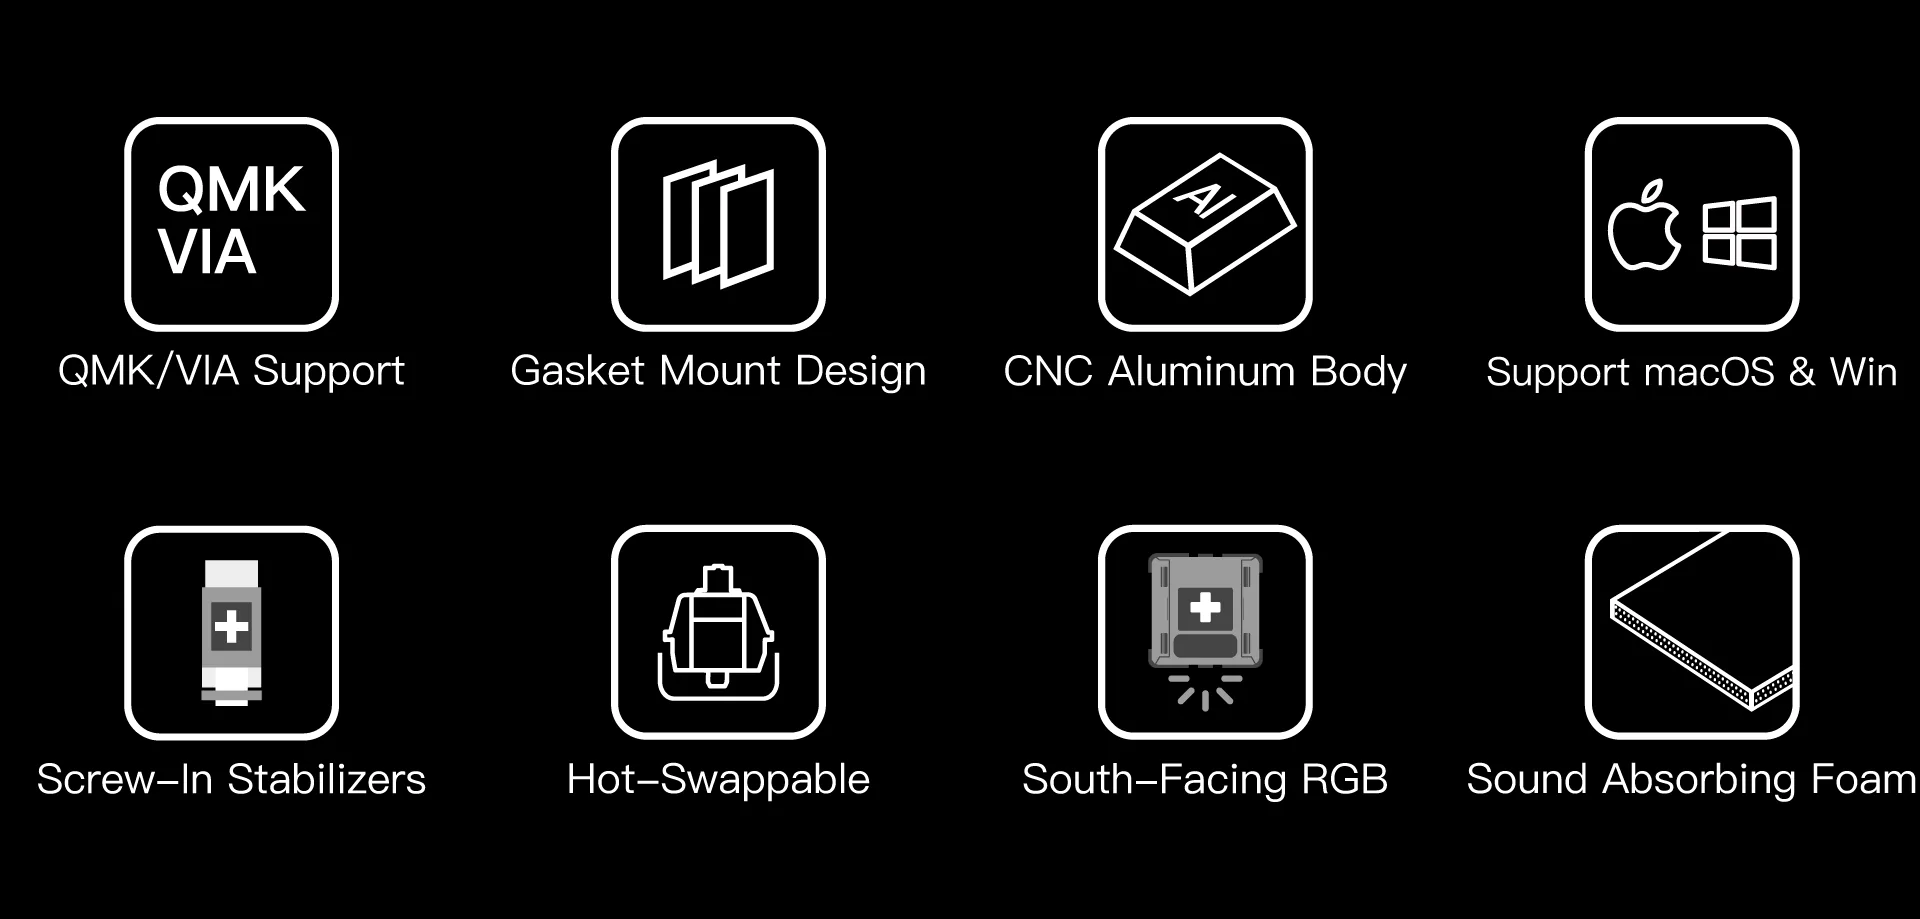 QMK
VIA
Al
QMK/VIA Support
Gasket Mount Design
CNC Aluminum Body
Support macOS & Win
Screw-In Stabilizers
Hot-Swappable
South-Facing RGB
Sound Absorbing Foam